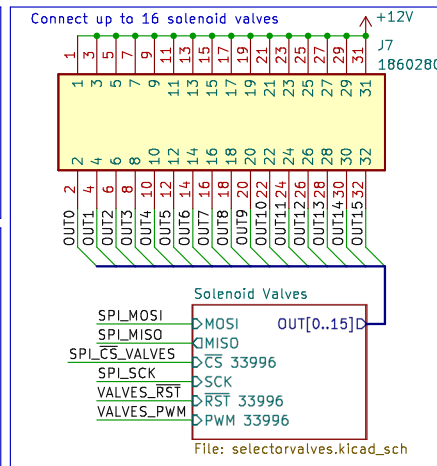 Connect up to 16 solenoid valves
+12V
J7
1860280
1 3 5 7 9 11 13 15 17 19 21 23 25 27 29 31
1 3 5 7 9 11 13 15 17 19 21 23 25 27 29 31
2 4 6 8 10 12 14 16 18 20 22 24 26 28 30 32
2 4 6 8 10 12 14 16 18 20 22 24 26 28 30 32
OUT0 OUT1 OUT2 OUT3 OUT4 OUT5 OUT6 OUT7 OUT8 OUT9 OUT10 OUT11 OUT12 OUT13 OUT14 OUT15
Solenoid Valves
SPI_MOSI MOSI OUT[0..15]
SPI_MISO MISO
SPI_C̅S̅_VALVES C̅S̅ 33996
SPI_SCK SCK
VALVES_R̅S̅T̅ R̅S̅T̅ 33996
VALVES_PWM PWM 33996
File: selectorvalves.kicad_sch